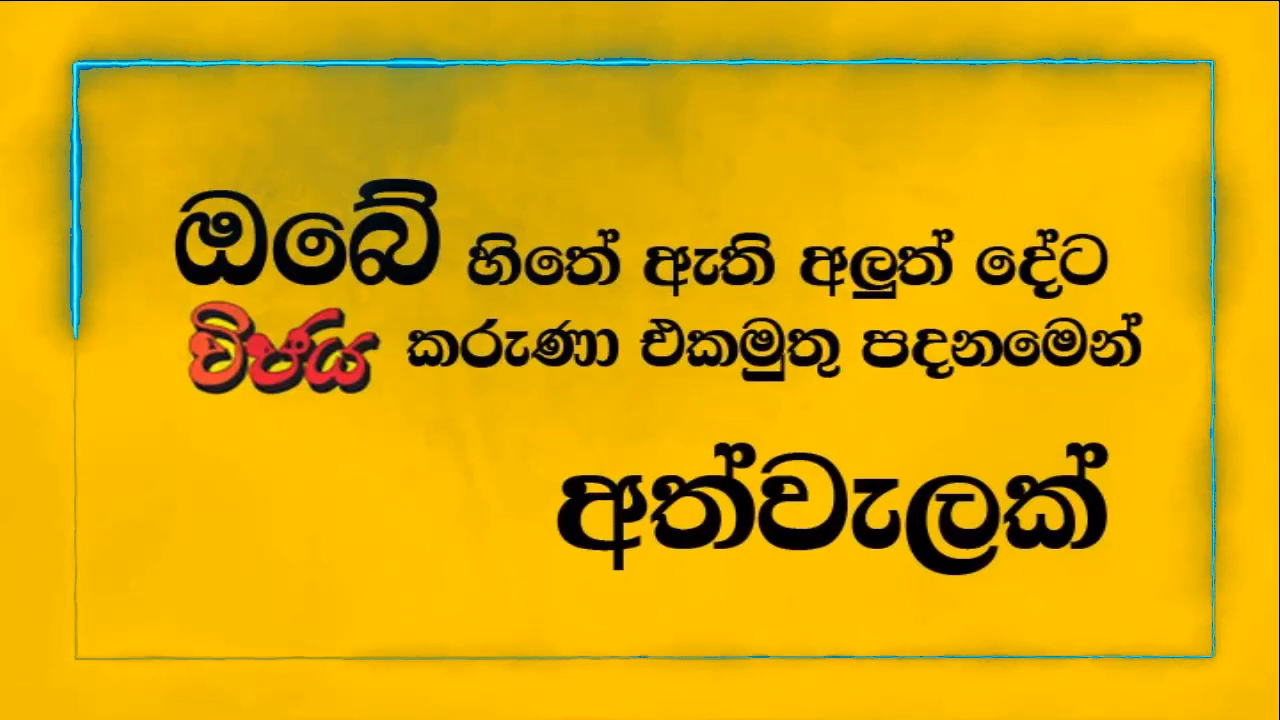 ඔබේ හිතේ ඇති අලුත් දේට
විජය කරුණා එකමුතු පදනමෙන්
අත්වැලක්